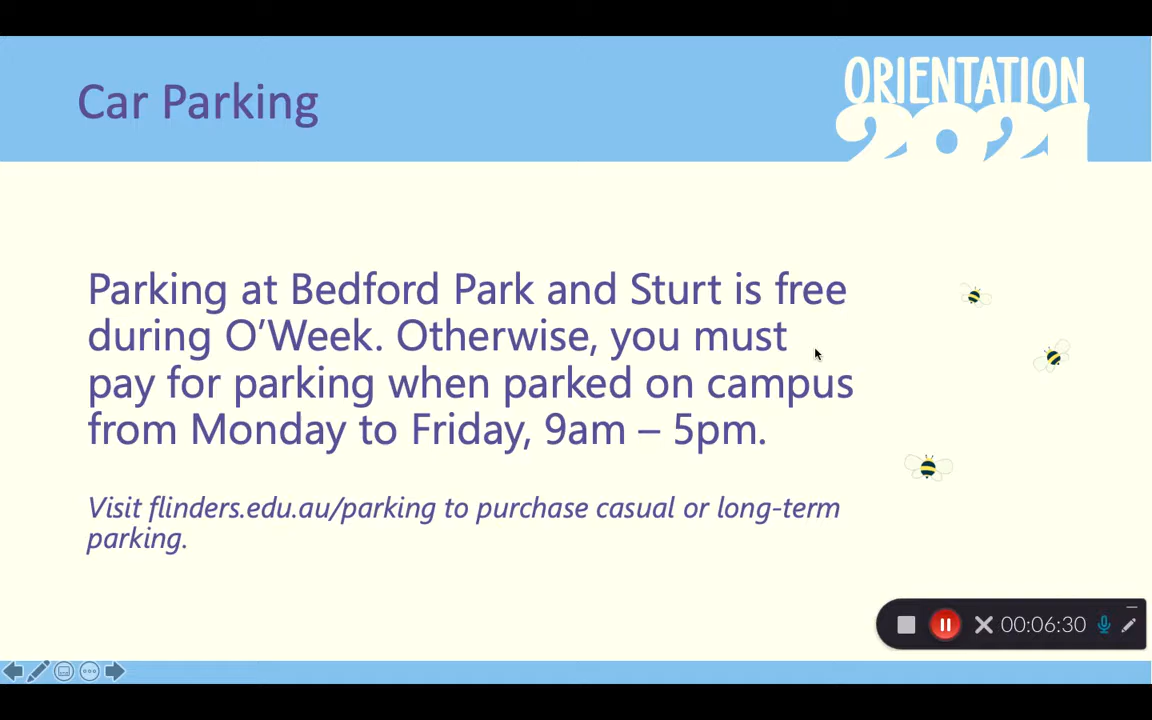 Car Parking
ORIENTATION
2021
Parking at Bedford Park and Sturt is free
during O’Week. Otherwise, you must
pay for parking when parked on campus
from Monday to Friday, 9am – 5pm.
Visit flinders.edu.au/parking to purchase casual or long-term
parking.
00:06:30